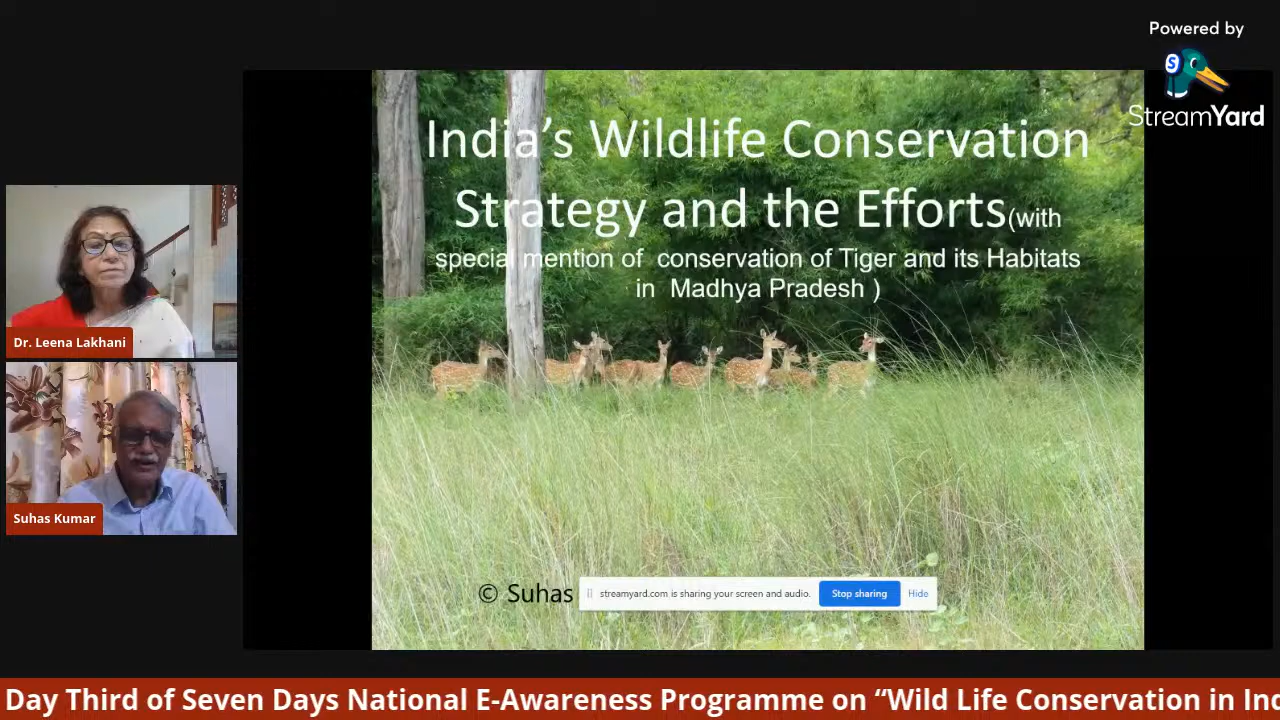 Powered by
StreamYard
India's Wildlife Conservation
Strategy and the Efforts(with
special mention of conservation of Tiger and its Habitats
in Madhya Pradesh )
Dr. Leena Lakhani
Suhas Kumar
© Suhas
streamyard.com is sharing your screen and audio.
Stop sharing
Hide
Day Third of Seven Days National E-Awareness Programme on “Wild Life Conservation in